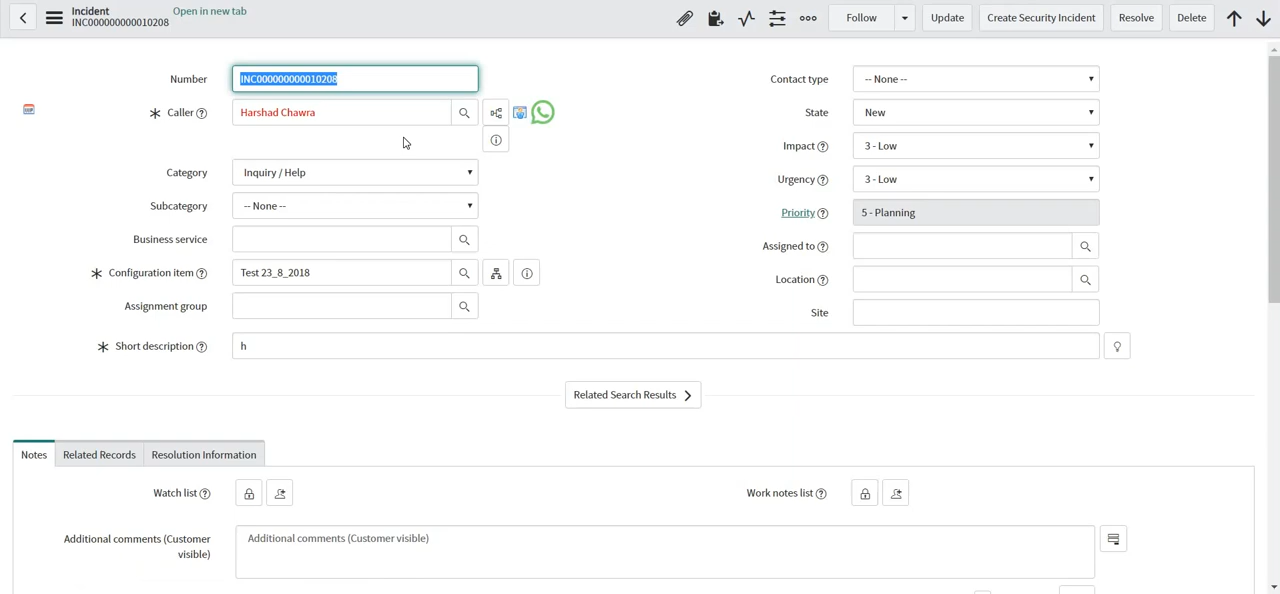 Incident
INC000000000010208
Open in new tab
Follow
Update
Create Security Incident
Resolve
Delete
Number
INC000000000010208
Contact type
-- None --
Caller
Harshad Chawra
State
New
Impact
3 - Low
Category
Inquiry / Help
Urgency
3 - Low
Subcategory
-- None --
Priority
5 - Planning
Business service
Assigned to
Configuration item
Test 23_8_2018
Location
Assignment group
Site
Short description
h
Related Search Results
Notes
Related Records
Resolution Information
Watch list
Work notes list
Additional comments (Customer
visible)
Additional comments (Customer visible)